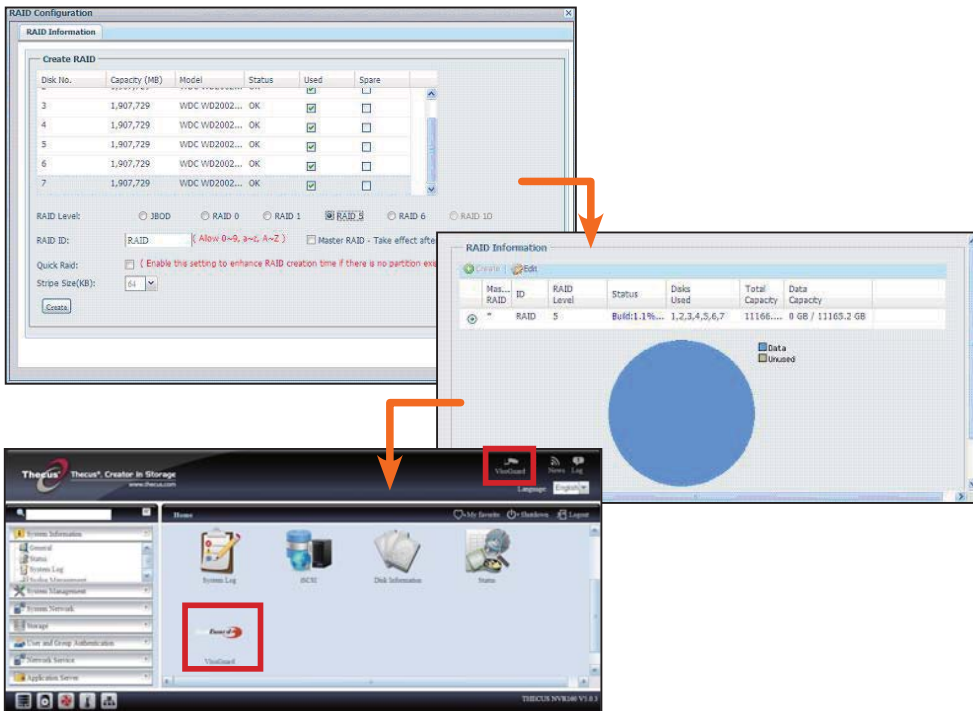 RAID Configuration
RAID Information
Create RAID
Disk No. Capacity (MB) Model Status Used Spare
3 1,907,729 WDC WD2002... OK
4 1,907,729 WDC WD2002... OK
5 1,907,729 WDC WD2002... OK
6 1,907,729 WDC WD2002... OK
7 1,907,729 WDC WD2002... OK
RAID Level: JBOD RAID 0 RAID 1 RAID 5 RAID 6 RAID 10
RAID ID: RAID ( Allow 0~9, a~z, A~Z ) Master RAID - Take effect afte
Quick Raid: ( Enable this setting to enhance RAID creation time if there is no partition exis
Stripe Size(KB): 64
Create
RAID Information
Create Edit
Mas... RAID ID RAID Level Status Disks Used Total Capacity Data Capacity
* RAID 5 Build:1.1%... 1,2,3,4,5,6,7 11166.... 0 GB / 11165.2 GB
Data
Unused
Thecus Thecus®, Creator in Storage
www.thecus.com
VisoGuard News Log
Language English
Home My favorite Shutdown Logout
System Information
General
Status
System Log
System Management
System Network
Storage
User and Group Authentication
Network Service
Application Server
System Log iSCSI Disk Information Status
VisoGuard
THECUS NVR240 V1.0.3